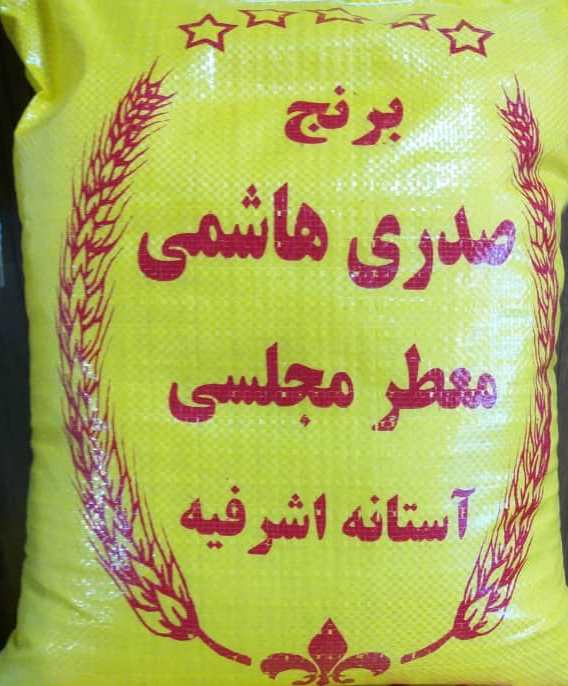 برنج
صدری هاشمی
معطر مجلسی
آستانه اشرفیه